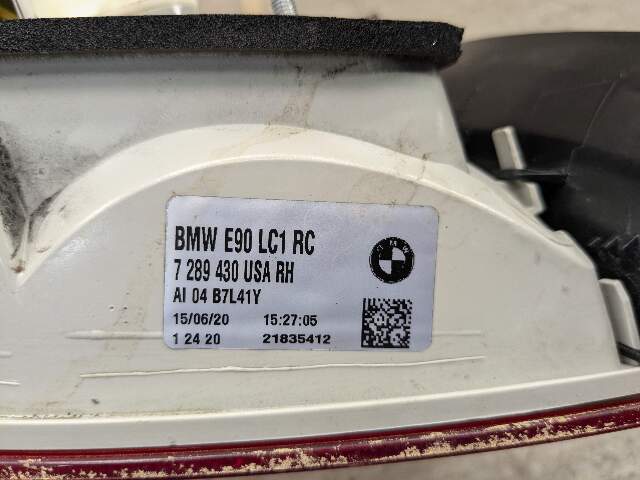 BMW E90 LC1 RC
7 289 430 USA RH
AI 04 B7L41Y
15/06/20 15:27:05
1 24 20 21835412
BMW